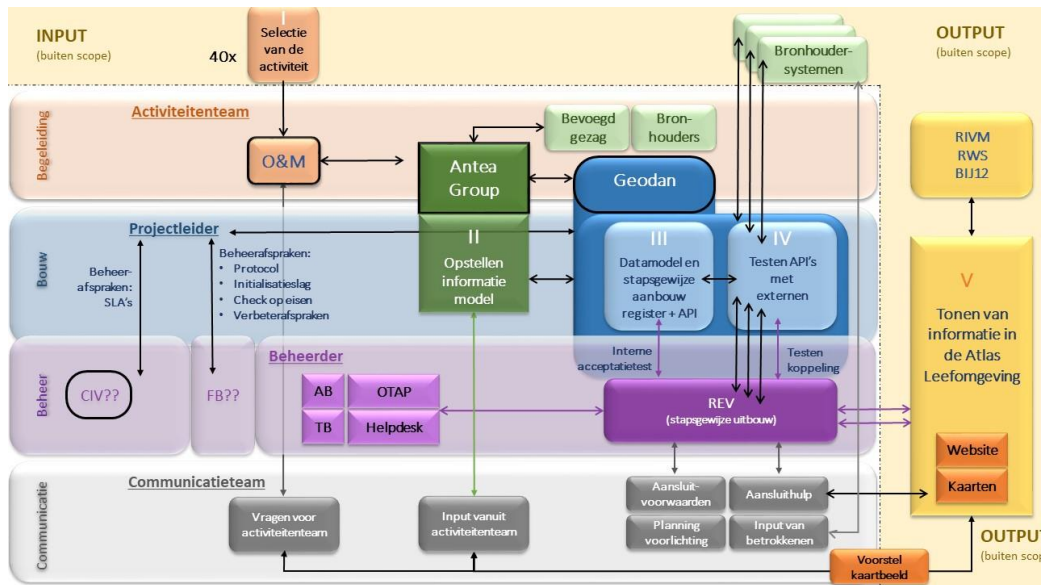 INPUT
(buiten scope)
40x
I
Selectie
van de
activiteit
Bronhouder-
systemen
OUTPUT
(buiten scope)
Begeleiding
Activiteitenteam
O&M
Antea
Group
Bevoegd
gezag
Bron-
houders
Geodan
RIVM
RWS
BIJ12
Bouw
Projectleider
Beheer-
afspraken:
SLA's
Beheerafspraken:
• Protocol
• Initialisatieslag
• Check op eisen
• Verbeterafspraken
II
Opstellen
informatie
model
III
Datamodel en
stapsgewijze
aanbouw
register + API
IV
Testen API's
met
externen
V
Tonen van
informatie in
de Atlas
Leefomgeving
Website
Kaarten
Beheer
CIV??
FB??
Beheerder
AB
OTAP
TB
Helpdesk
Interne
acceptatietest
Testen
koppeling
REV
(stapsgewijze uitbouw)
Communicatie
Communicatieteam
Vragen voor
activiteitenteam
Input vanuit
activiteitenteam
Aansluit-
voorwaarden
Aansluithulp
Planning
voorlichting
Input van
betrokkenen
Voorstel
kaartbeeld
OUTPUT
(buiten scop